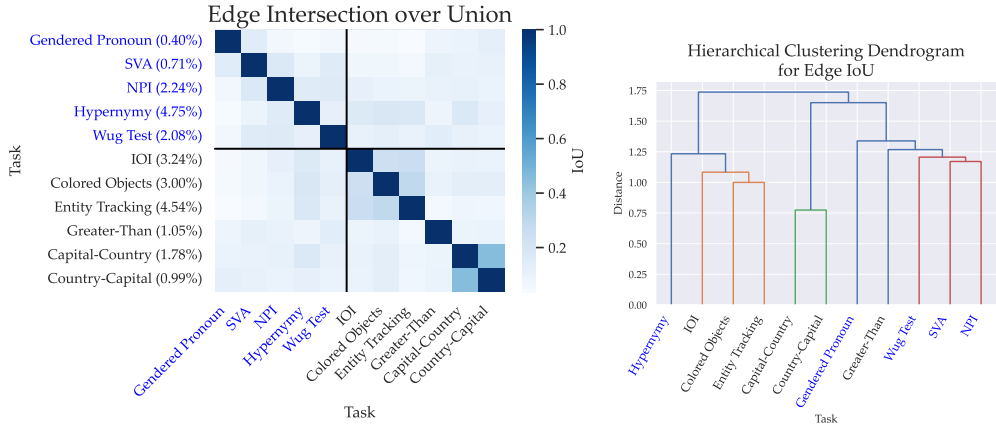 Edge Intersection over Union
Gendered Pronoun (0.40%)
SVA (0.71%)
NPI (2.24%)
Hypernymy (4.75%)
Wug Test (2.08%)
IOI (3.24%)
Colored Objects (3.00%)
Entity Tracking (4.54%)
Greater-Than (1.05%)
Capital-Country (1.78%)
Country-Capital (0.99%)
Task
Gendered Pronoun
SVA
NPI
Hypernymy
Wug Test
IOI
Colored Objects
Entity Tracking
Greater-Than
Capital-Country
Country-Capital
Task
1.0
0.8
0.6
0.4
0.2
IoU
Hierarchical Clustering Dendrogram
for Edge IoU
1.75
1.50
1.25
1.00
0.75
0.50
0.25
0.00
Distance
Hypernymy
IOI
Colored Objects
Entity Tracking
Capital-Country
Country-Capital
Gendered Pronoun
Greater-Than
Wug Test
SVA
NPI
Task